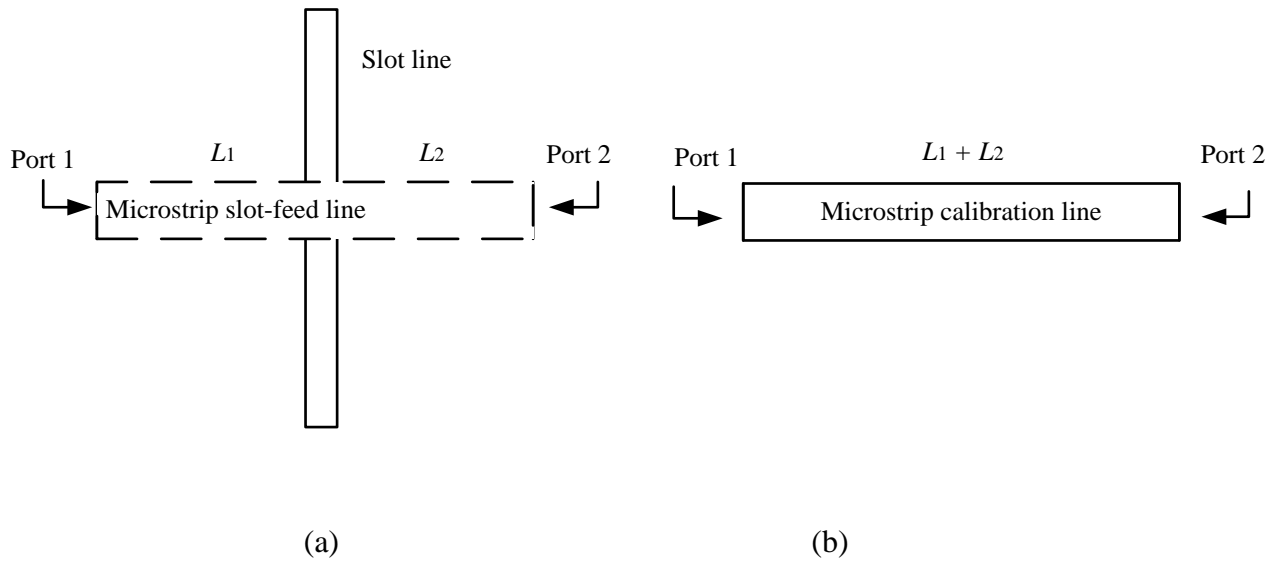 Slot line
Port 1
L1
L2
Port 2
Microstrip slot-feed line
(a)
Port 1
L1 + L2
Port 2
Microstrip calibration line
(b)